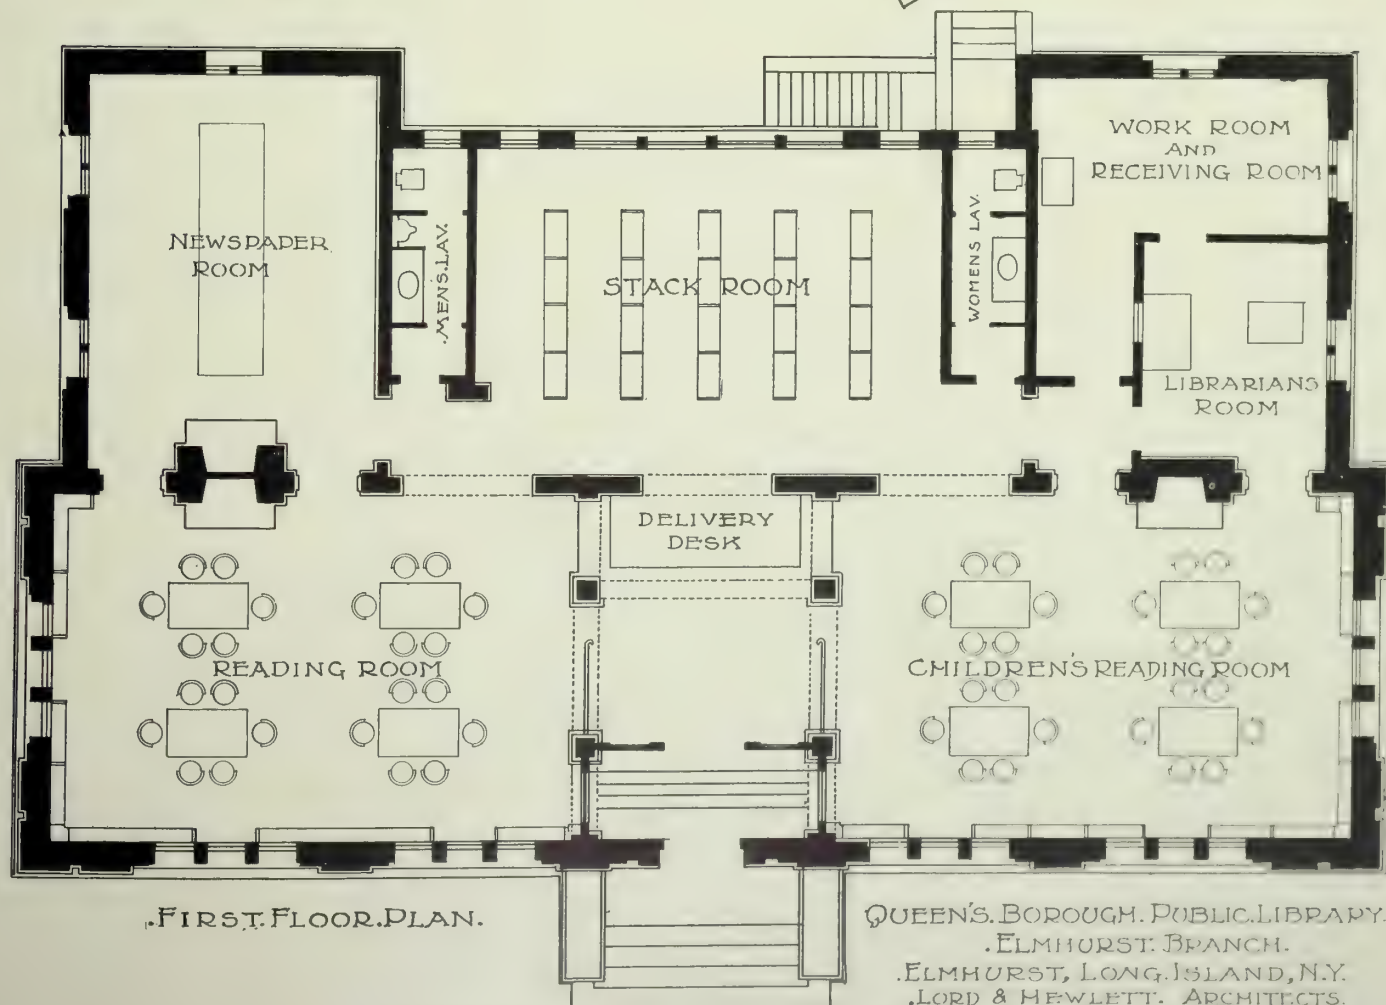 WORK ROOM
AND
RECEIVING ROOM
NEWSPAPER
ROOM
.MENS.LAV.
STACK ROOM
WOMENS LAV.
LIBRARIANS
ROOM
DELIVERY
DESK
READING ROOM
CHILDREN'S READING ROOM
.FIRST.FLOOR.PLAN.
QUEEN'S.BOROUGH.PUBLIC.LIBRARY.
.ELMHURST.BRANCH.
.ELMHURST, LONG.ISLAND, N.Y.
.LORD & HEWLETT. ARCHITECTS.